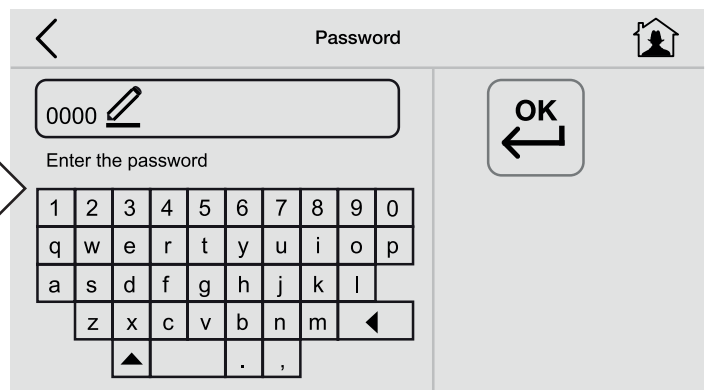 Password
0000
OK
Enter the password
1 2 3 4 5 6 7 8 9 0
q w e r t y u i o p
a s d f g h j k l
z x c v b n m
. ,